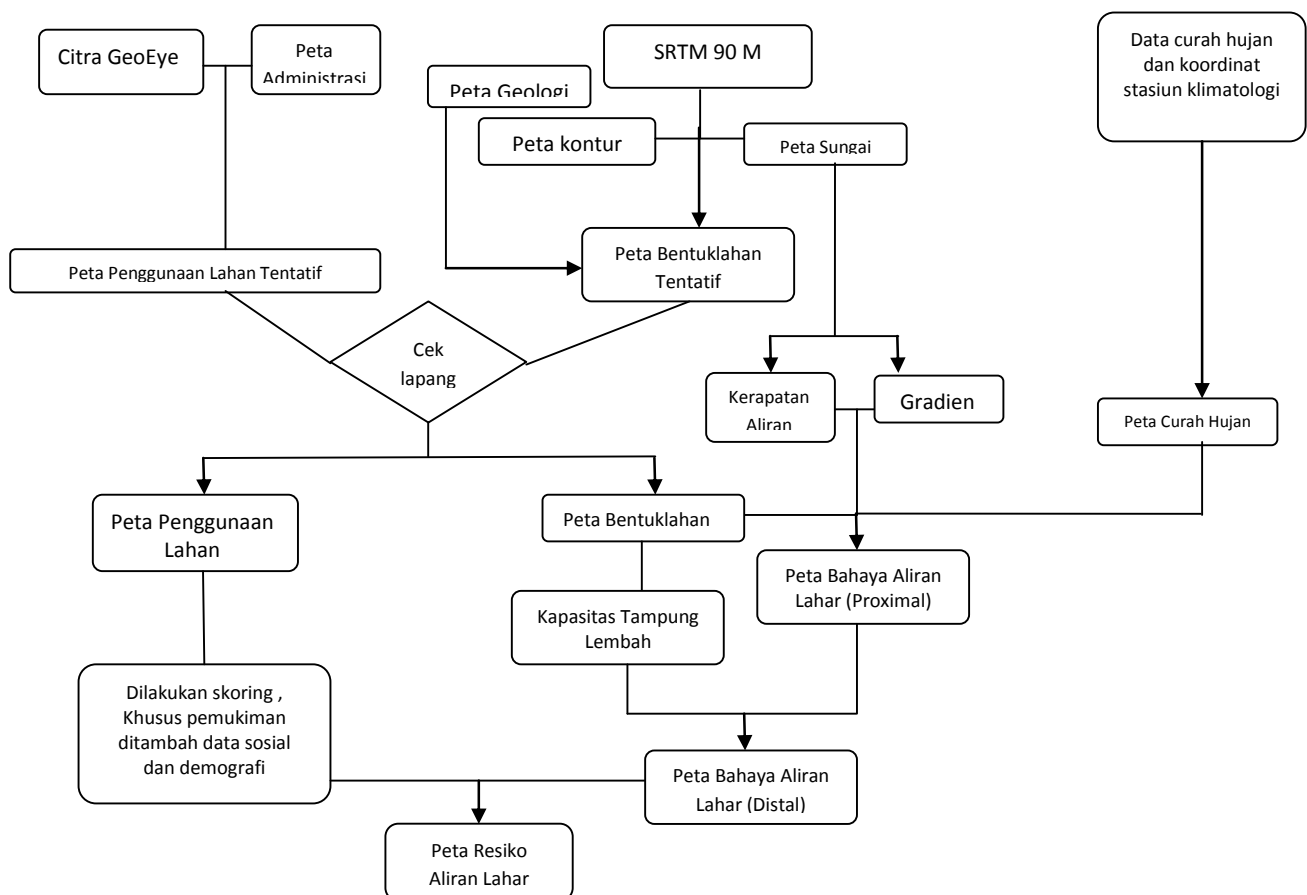 Citra GeoEye
Peta
Administrasi
SRTM 90 M
Data curah hujan
dan koordinat
stasiun klimatologi
Peta Geologi
Peta kontur
Peta Sungai
Peta Penggunaan Lahan Tentatif
Peta Bentuklahan
Tentatif
Cek
lapang
Kerapatan
Aliran
Gradien
Peta Curah Hujan
Peta Penggunaan
Lahan
Peta Bentuklahan
Peta Bahaya Aliran
Lahar (Proximal)
Kapasitas Tampung
Lembah
Dilakukan skoring ,
Khusus pemukiman
ditambah data sosial
dan demografi
Peta Bahaya Aliran
Lahar (Distal)
Peta Resiko
Aliran Lahar